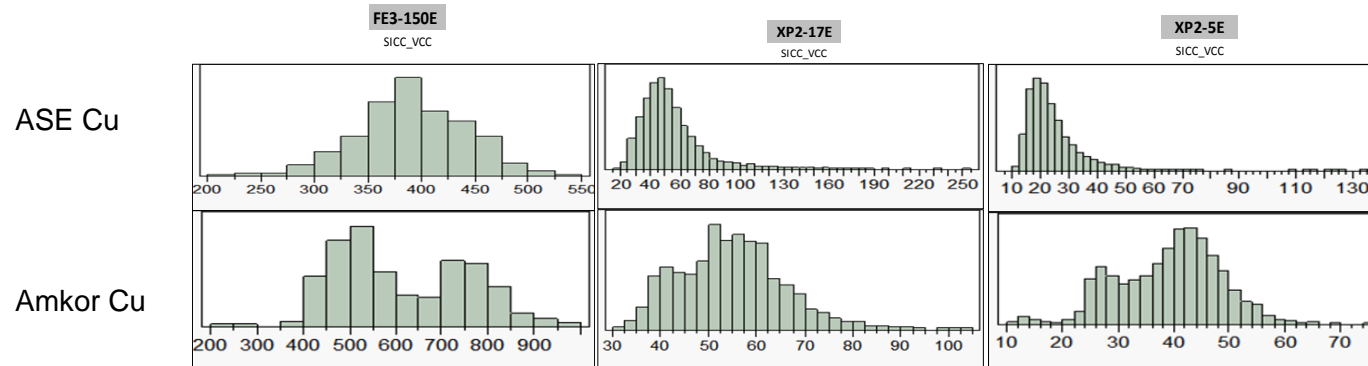 FE3-150E
SICC_VCC
XP2-17E
SICC_VCC
XP2-5E
SICC_VCC
ASE Cu
200 250 300 350 400 450 500 550
20 40 60 80 100 130 160 190 220 250
10 20 30 40 50 60 70 90 110 130
Amkor Cu
200 300 400 500 600 700 800 900
30 40 50 60 70 80 90 100
10 20 30 40 50 60 70